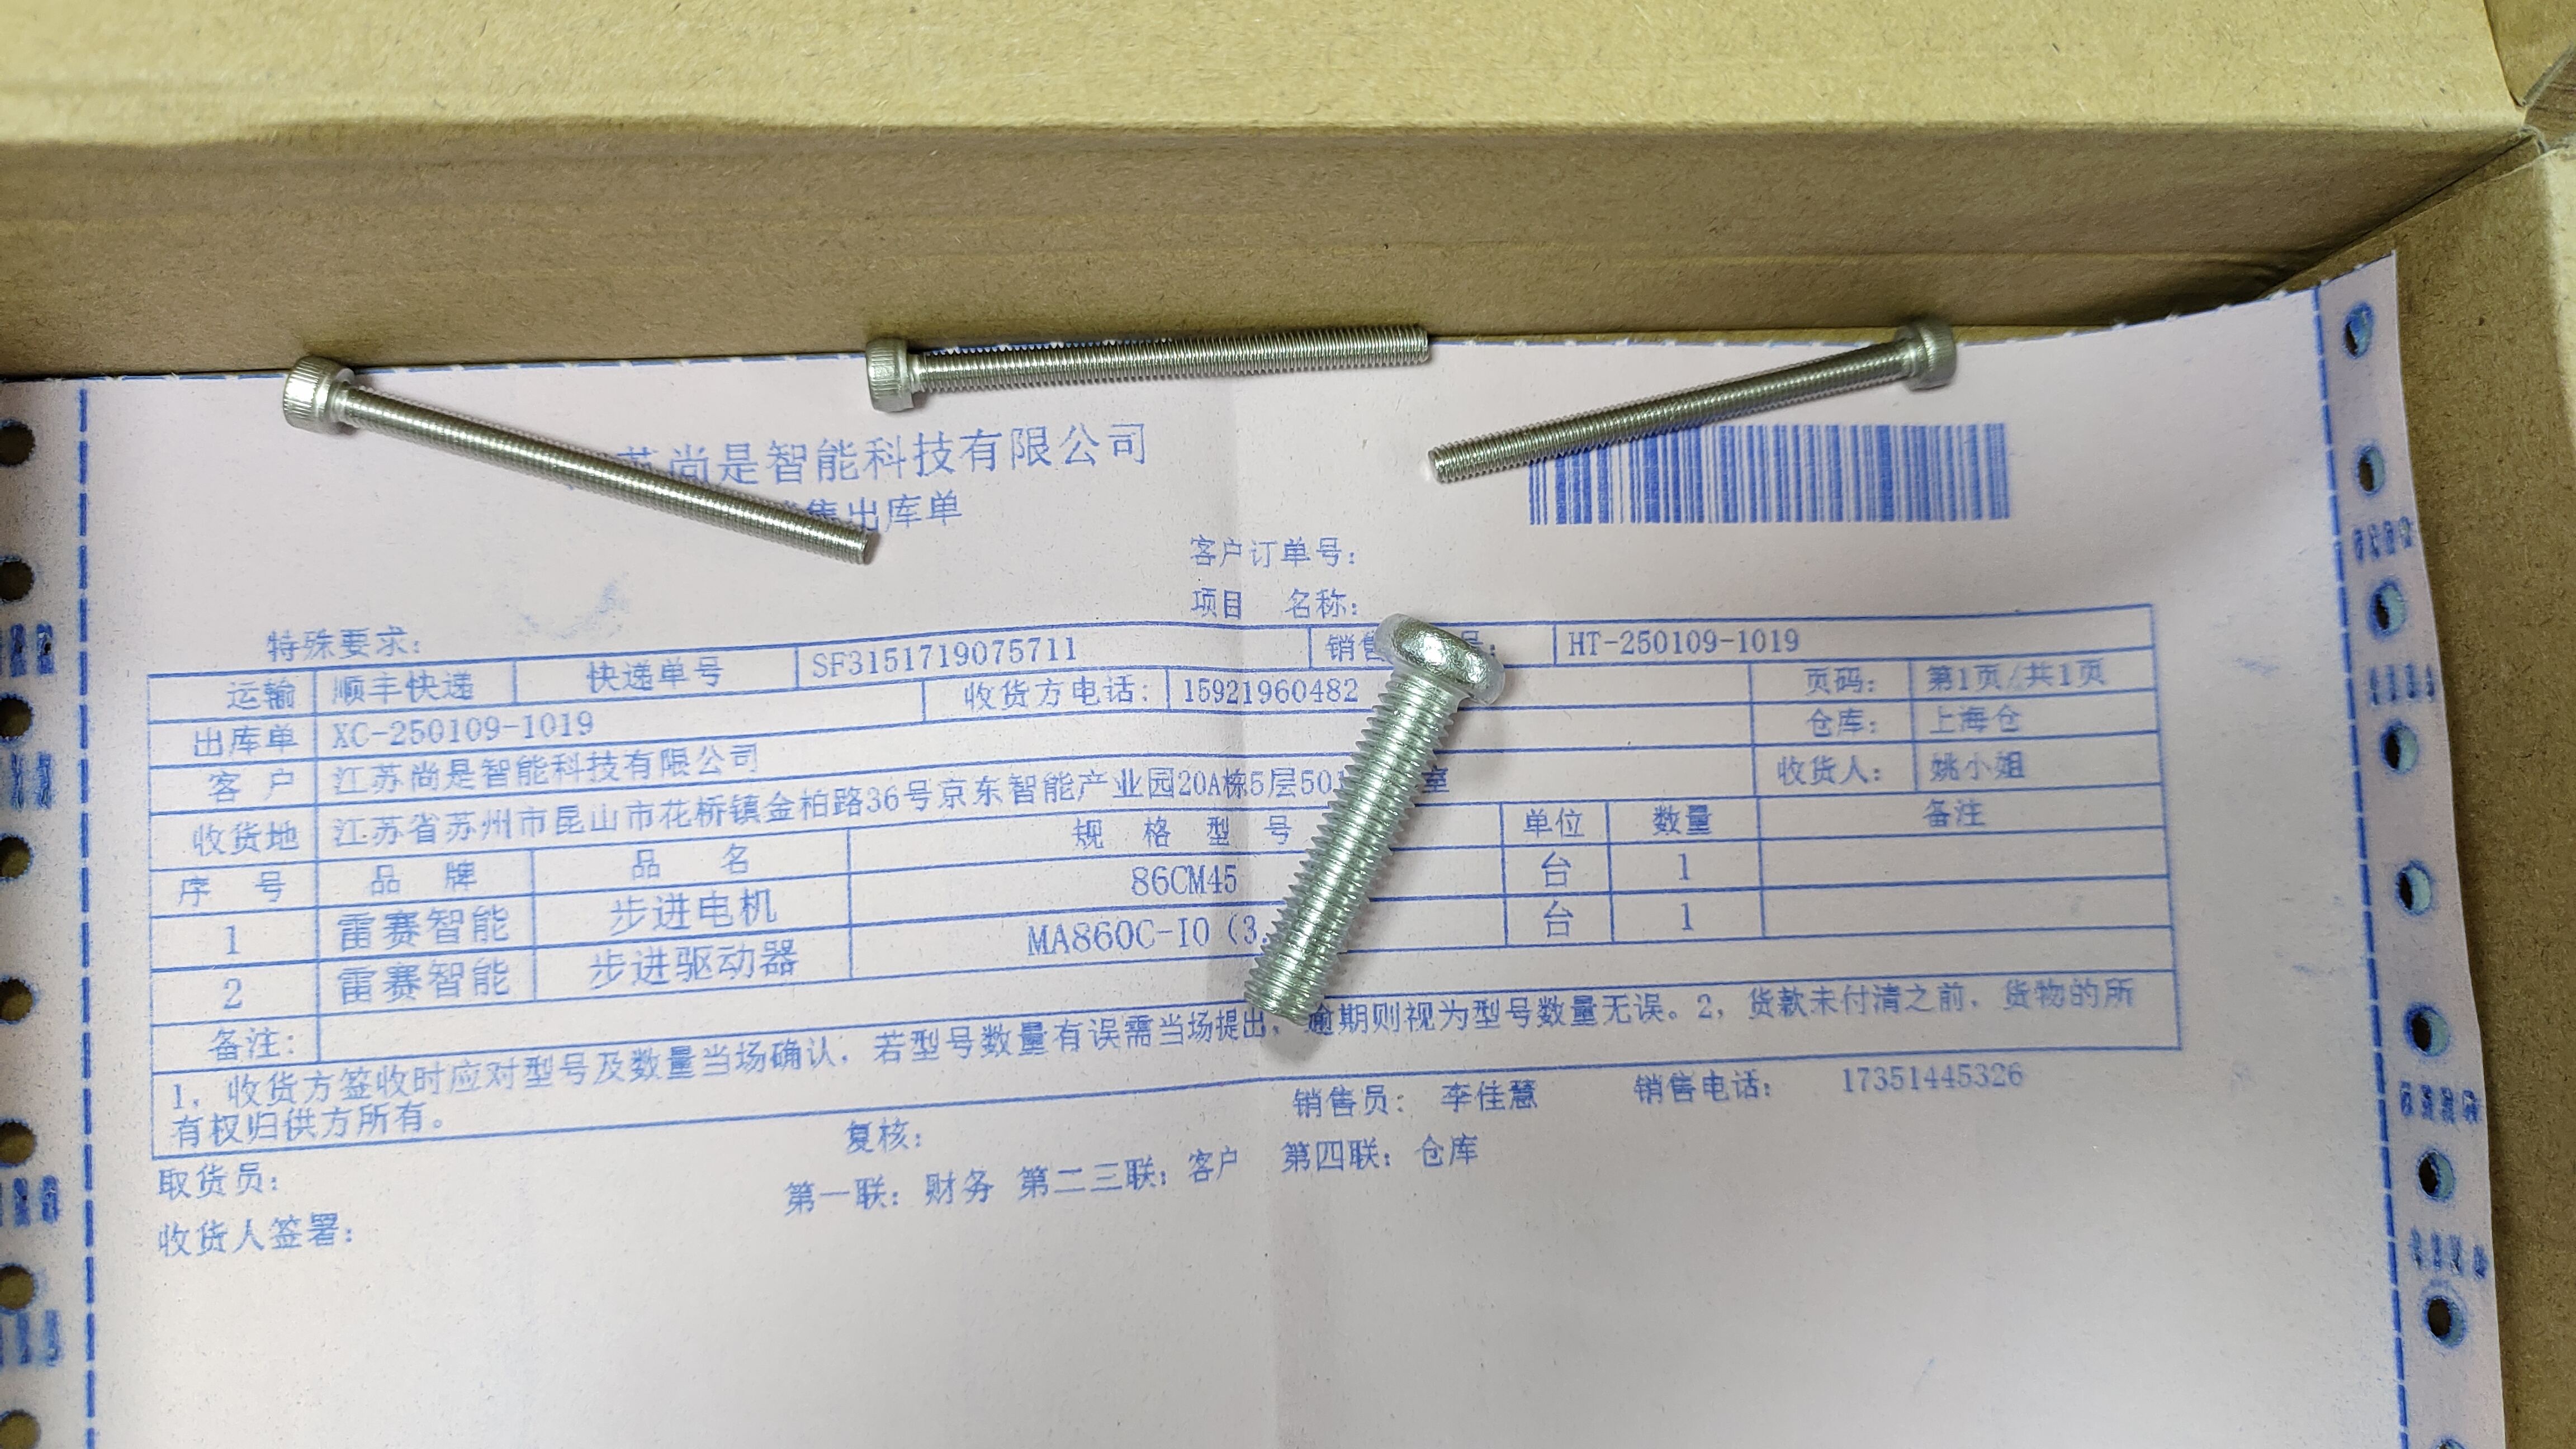 苏尚是智能科技有限公司
售出库单
客户订单号:
项目 名称:
特殊要求:
运输 顺丰快递 快递单号 SF3151719075711 销售 号: HT-250109-1019
出库单 XC-250109-1019 收货方电话: 15921960482 页码: 第1页/共1页
客 户 江苏尚是智能科技有限公司 仓库: 上海仓
收货地 江苏省苏州市昆山市花桥镇金柏路36号京东智能产业园20A栋5层501 室 收货人: 姚小姐
序 号 品 牌 品 名 规 格 型 号 单位 数量 备注
1 雷赛智能 步进电机 86CM45 台 1
2 雷赛智能 步进驱动器 MA860C-IO(3. 台 1
备注:
1, 收货方签收时应对型号及数量当场确认, 若型号数量有误需当场提出, 逾期则视为型号数量无误。2, 货款未付清之前, 货物的所
有权归供方所有。
销售员: 李佳慧 销售电话: 17351445326
取货员: 复核:
第一联: 财务 第二三联: 客户 第四联: 仓库
收货人签署: